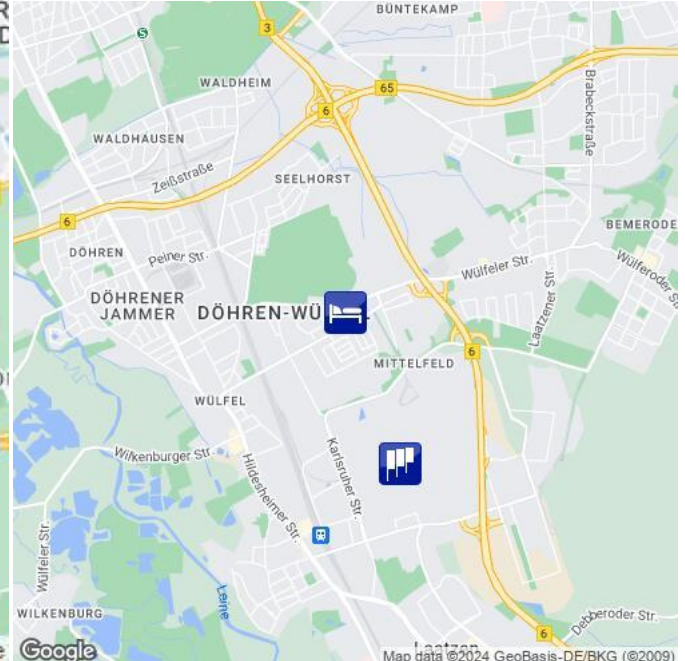 BÜNTEKAMP
3
S
WALDHEIM
65
6
Brabeckstraße
WALDHAUSEN
Zeißstraße
SEELHORST
6
BEMERODE
DÖHREN
Peiner Str.
Wülfeler Str.
Wülferoder Str.
Laatzener Str.
DÖHRENER
JAMMER
DÖHREN-WÜ
L
6
MITTELFELD
WÜLFEL
Wilkenburger Str.
Karlsruher Str.
Hildesheimer Str.
Wülfeler Str.
Leine
WILKENBURG
6
Debberoder Str.
Laatzen
Google
Map data ©2024 GeoBasis-DE/BKG (©2009)